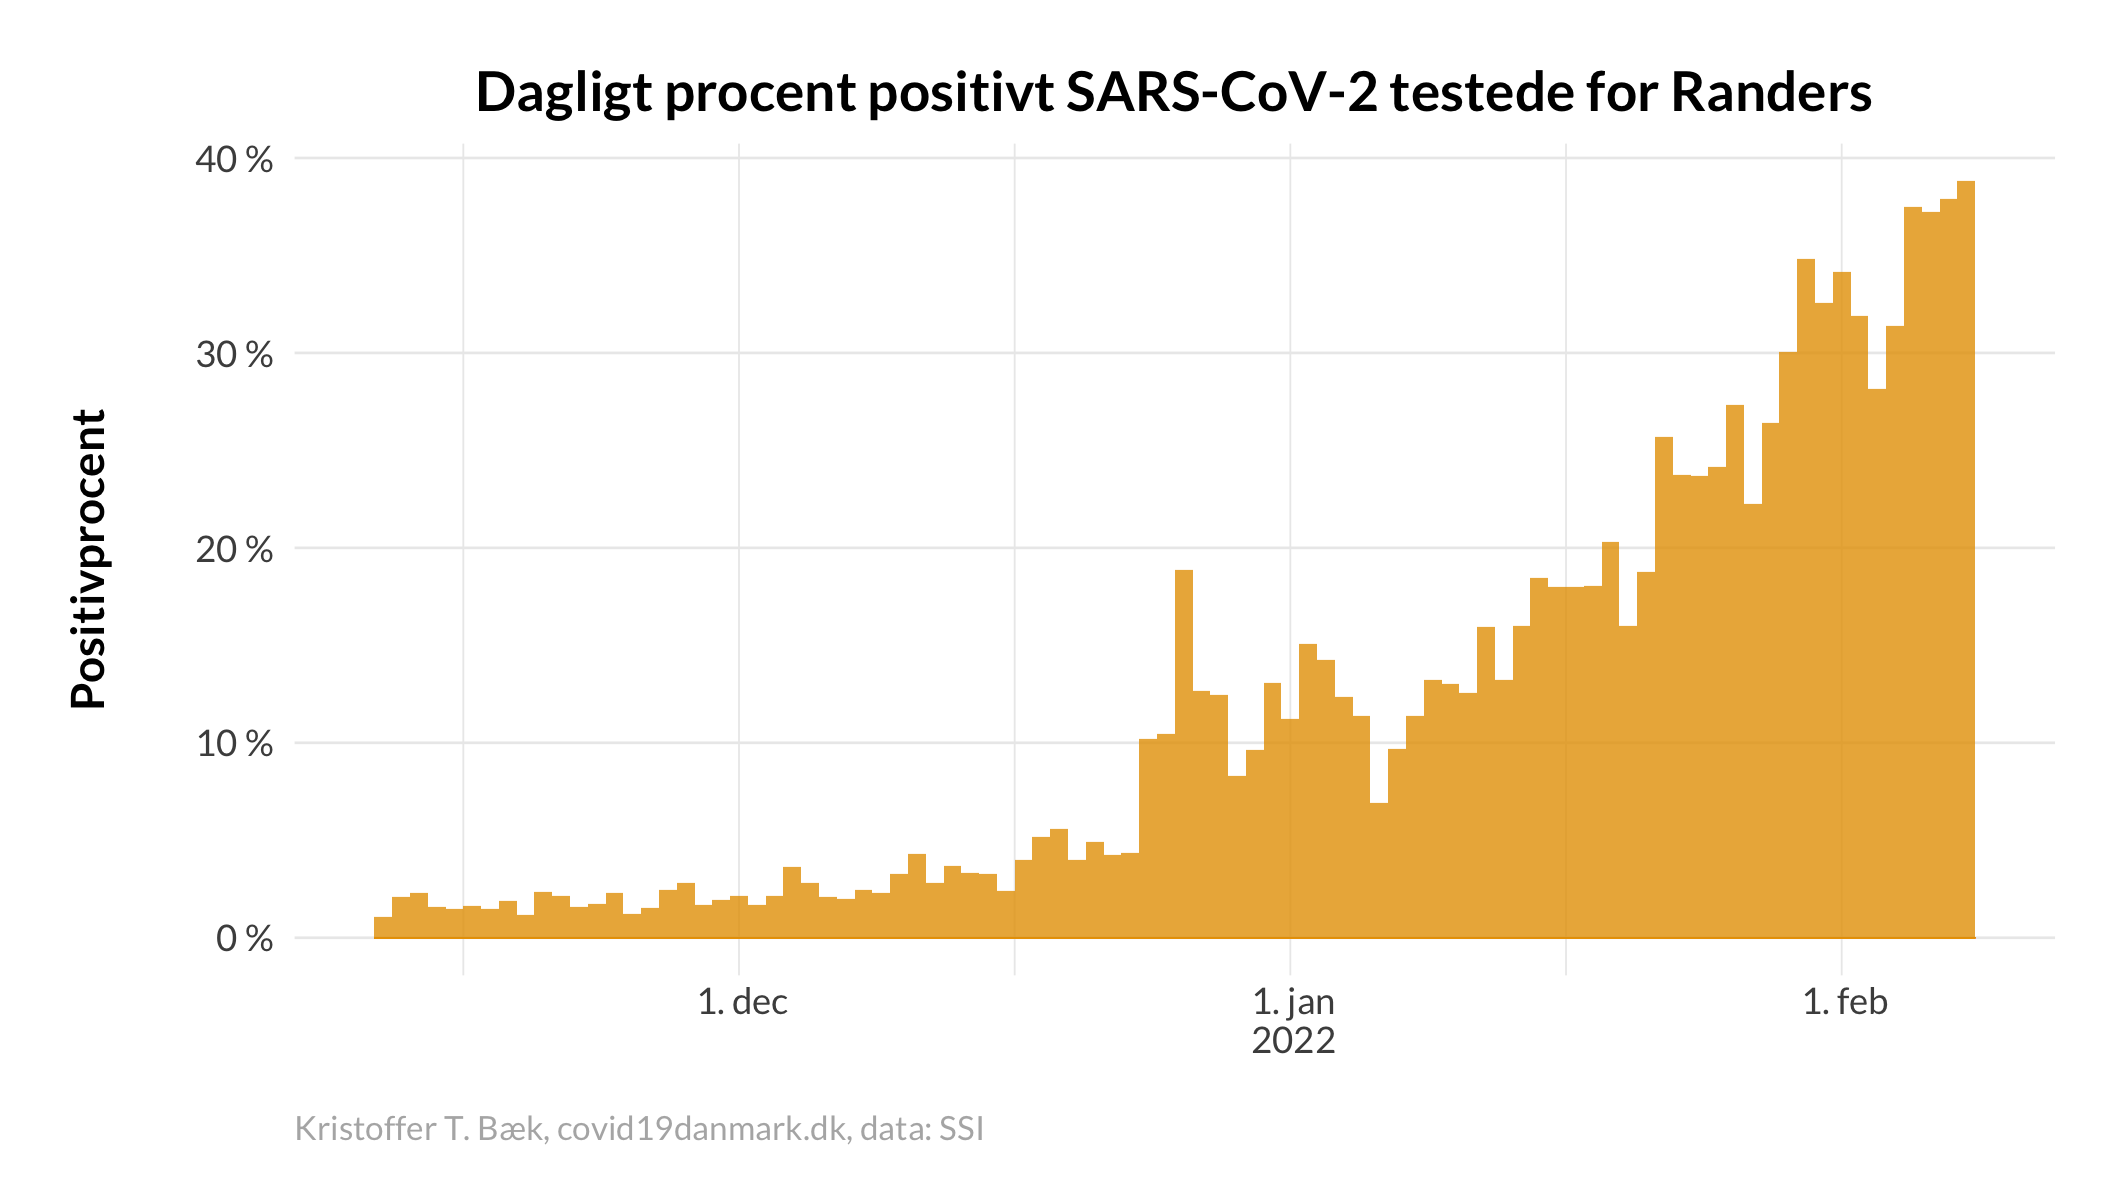 Dagligt procent positivt SARS-CoV-2 testede for Randers
40 %
30 %
20 %
10 %
0 %
Positivprocent
1. dec
1. jan
2022
1. feb
Kristoffer T. Bæk, covid19danmark.dk, data: SSI